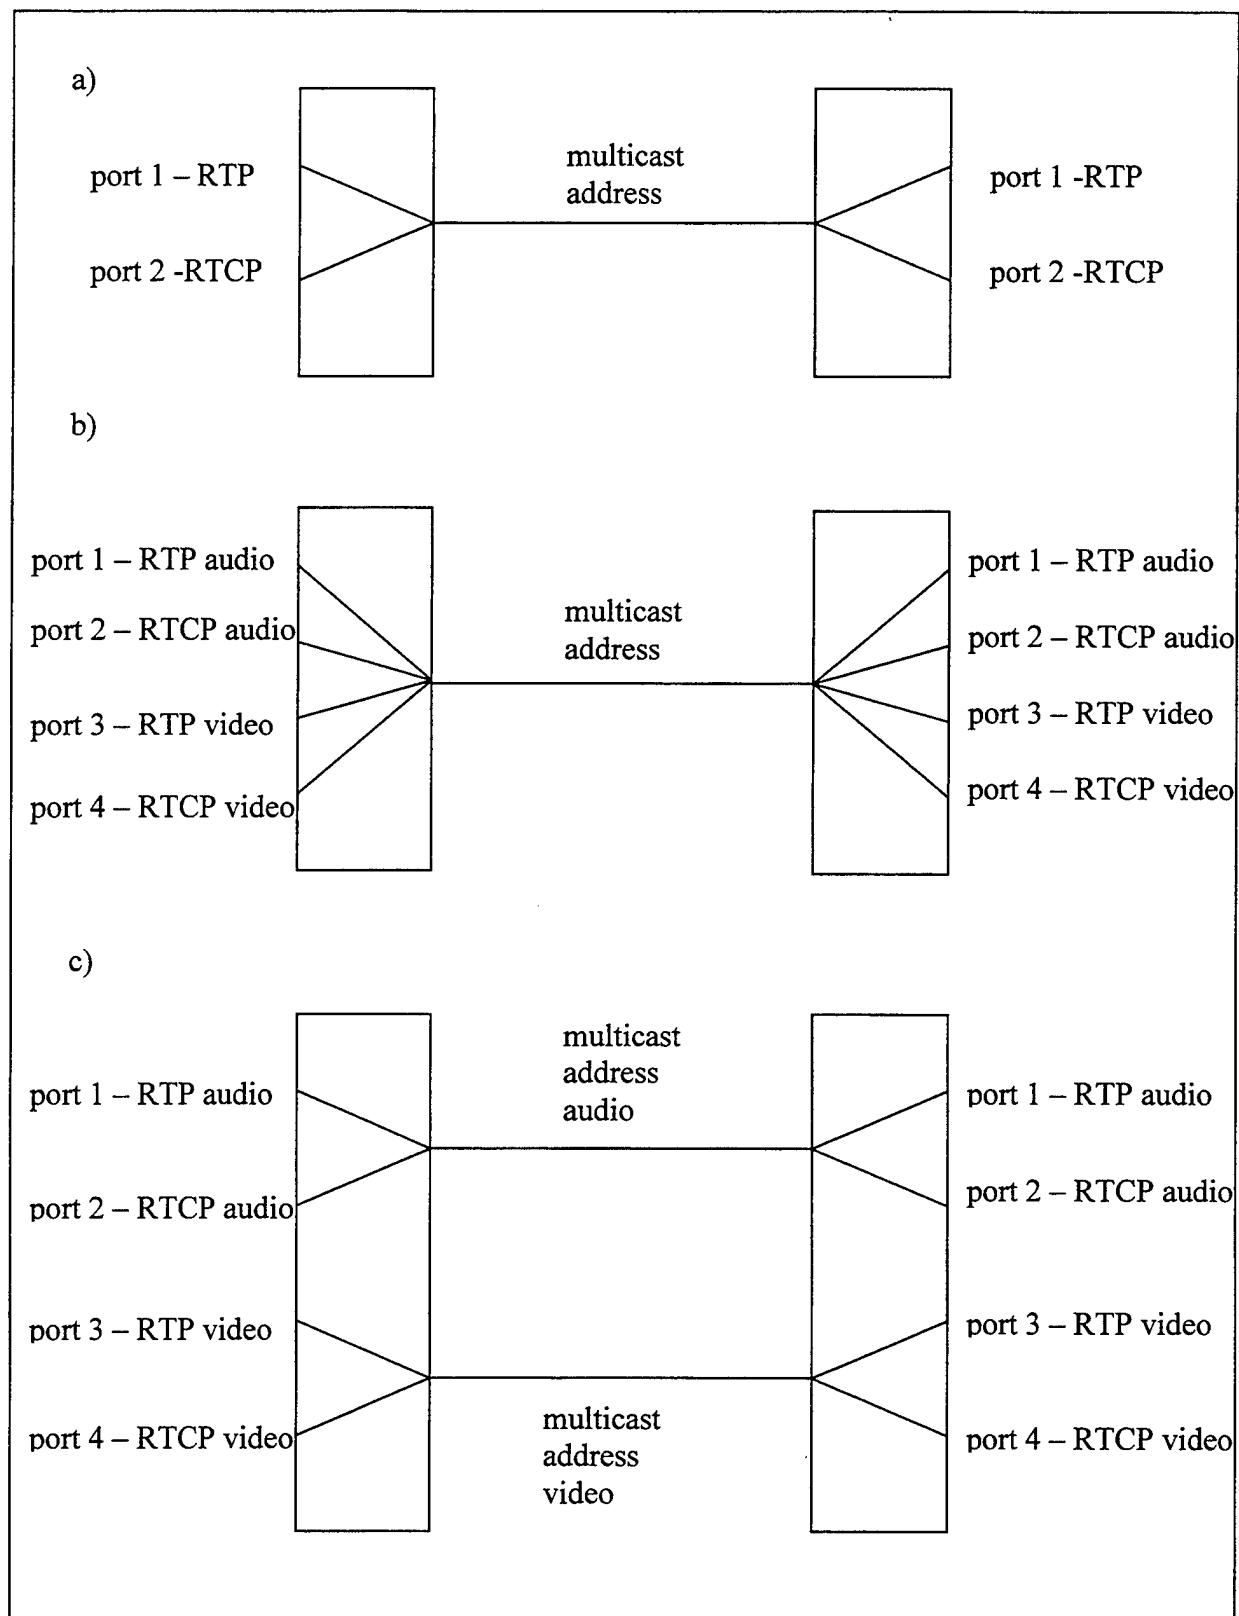 a)
port 1 – RTP
multicast
address
port 1 -RTP
port 2 -RTCP
port 2 -RTCP
b)
port 1 – RTP audio
port 2 – RTCP audio
port 3 – RTP video
port 4 – RTCP video
multicast
address
port 1 – RTP audio
port 2 – RTCP audio
port 3 – RTP video
port 4 – RTCP video
c)
port 1 – RTP audio
port 2 – RTCP audio
port 3 – RTP video
port 4 – RTCP video
multicast
address
audio
multicast
address
video
port 1 – RTP audio
port 2 – RTCP audio
port 3 – RTP video
port 4 – RTCP video